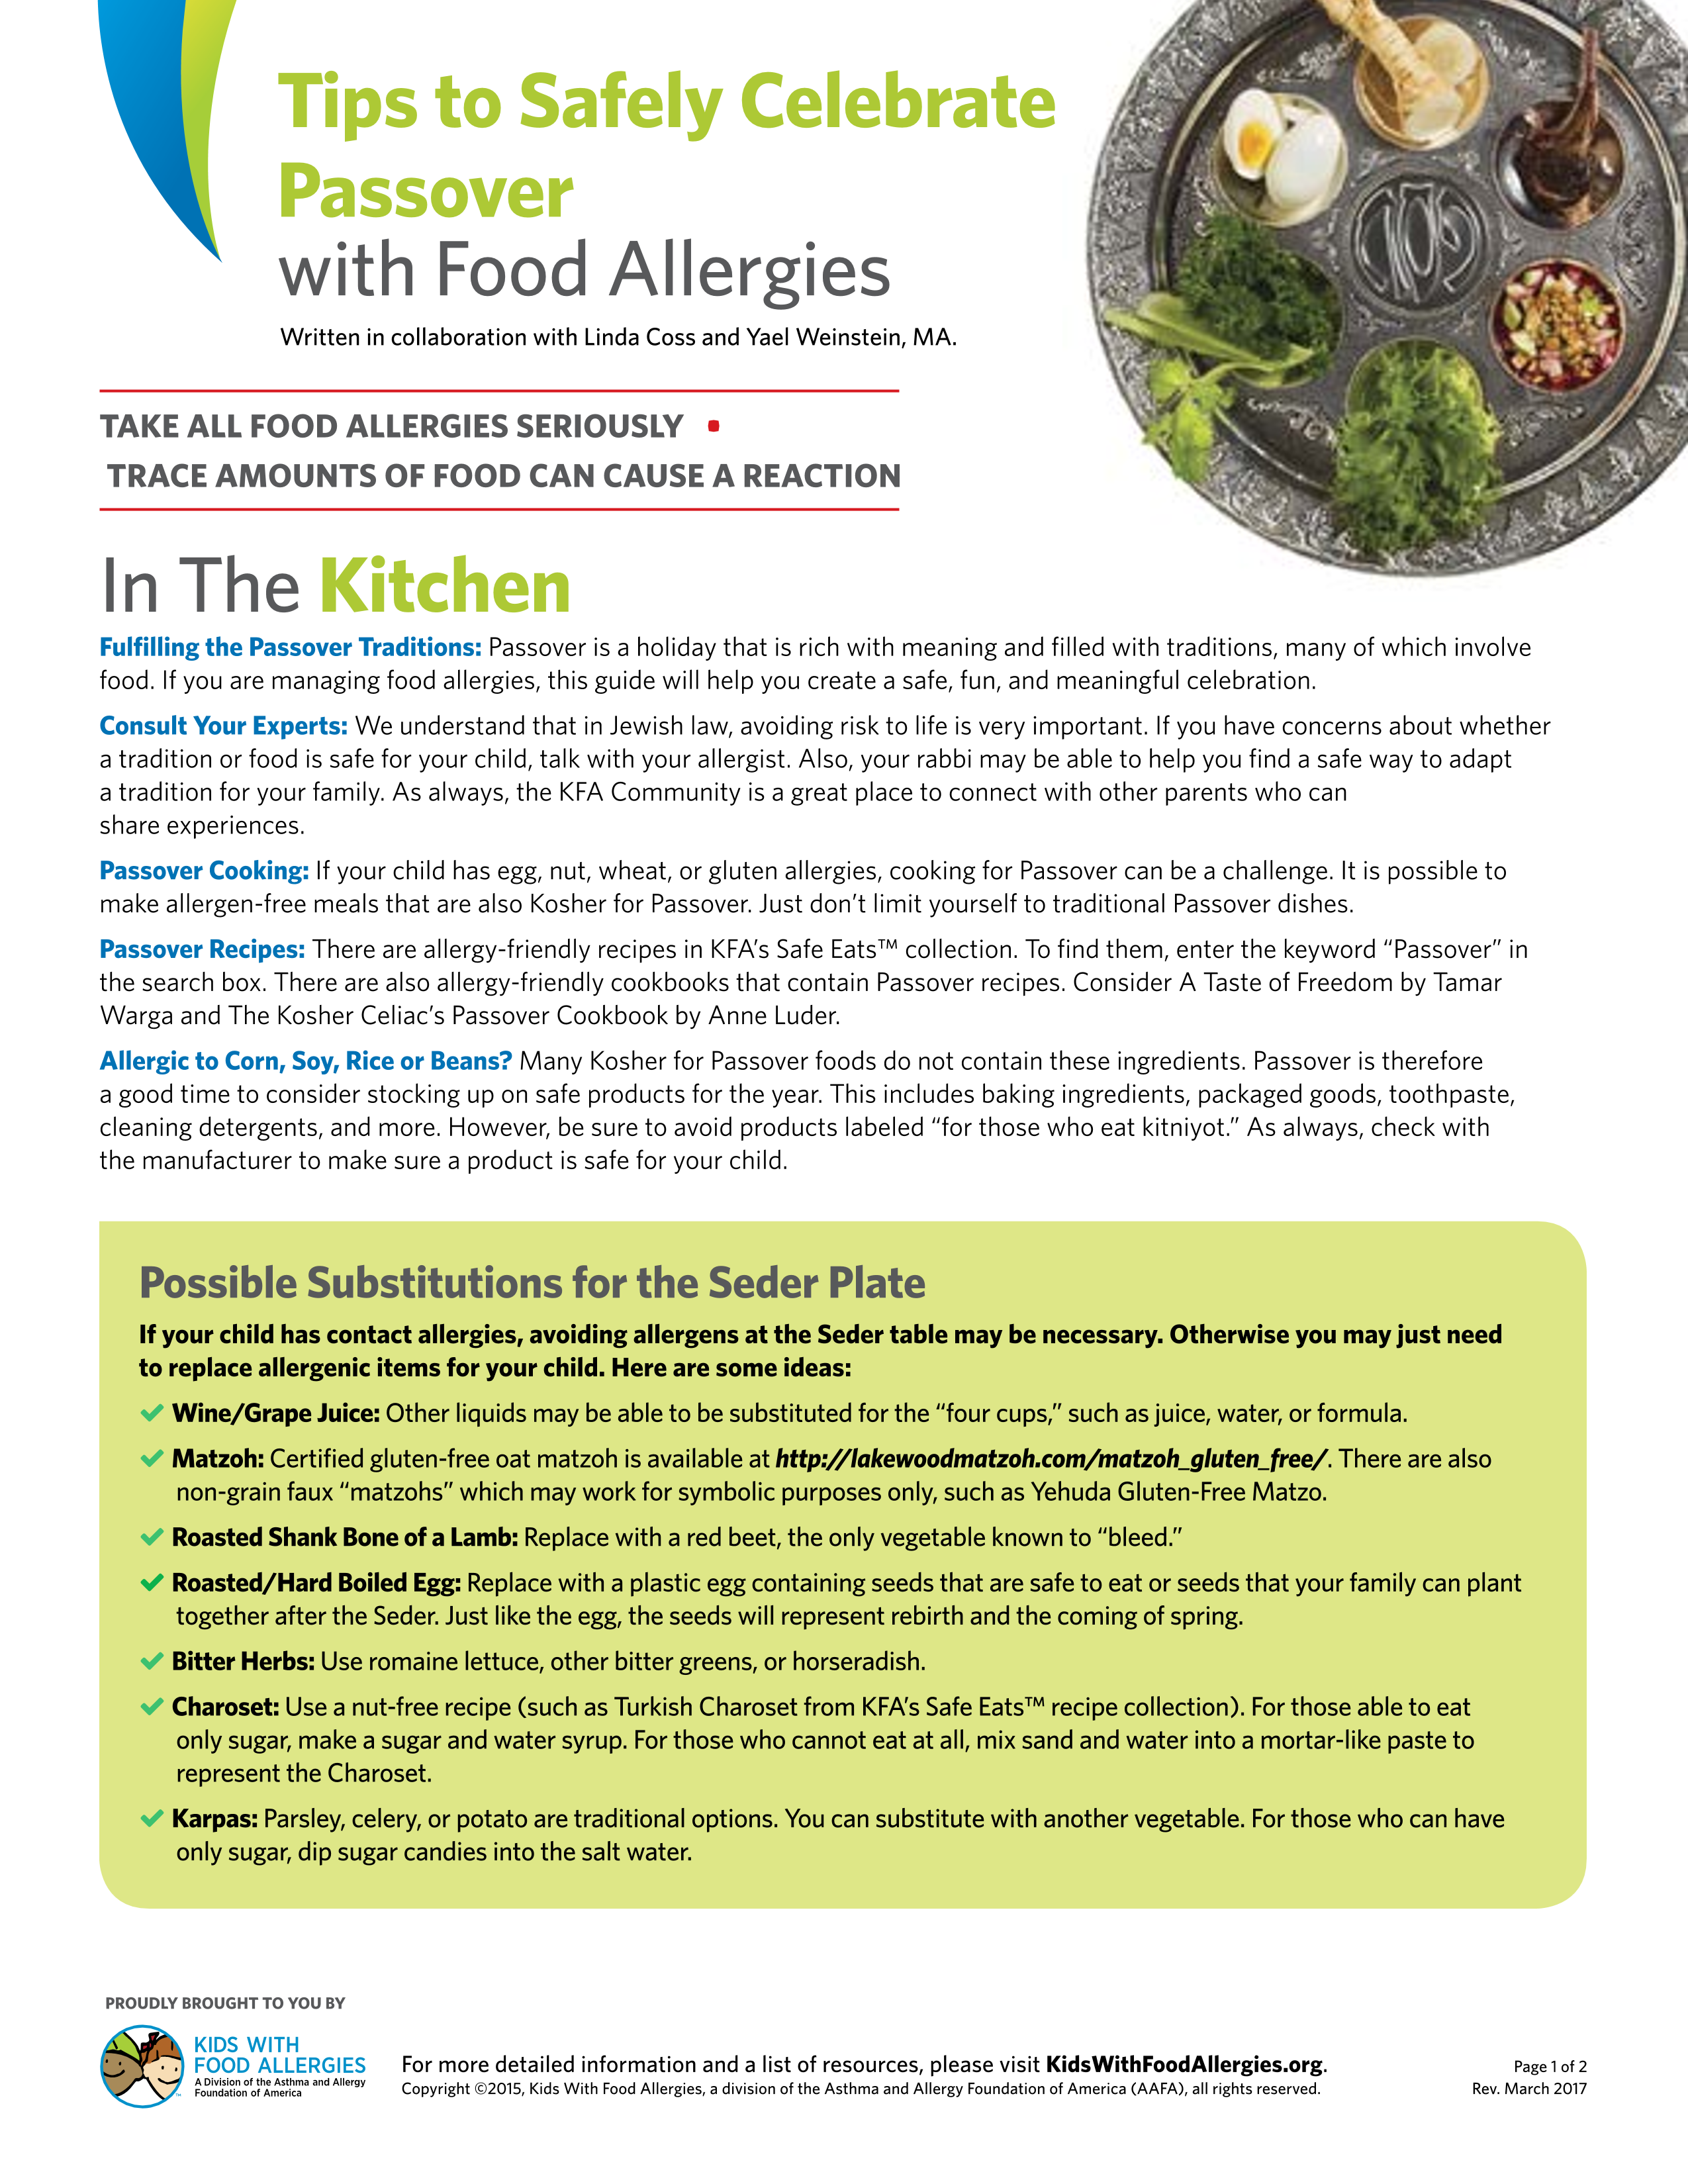 Tips to Safely Celebrate
Passover
with Food Allergies
Written in collaboration with Linda Coss and Yael Weinstein, MA.
TAKE ALL FOOD ALLERGIES SERIOUSLY •
TRACE AMOUNTS OF FOOD CAN CAUSE A REACTION
In The Kitchen
Fulfilling the Passover Traditions: Passover is a holiday that is rich with meaning and filled with traditions, many of which involve
food. If you are managing food allergies, this guide will help you create a safe, fun, and meaningful celebration.
Consult Your Experts: We understand that in Jewish law, avoiding risk to life is very important. If you have concerns about whether
a tradition or food is safe for your child, talk with your allergist. Also, your rabbi may be able to help you find a safe way to adapt
a tradition for your family. As always, the KFA Community is a great place to connect with other parents who can
share experiences.
Passover Cooking: If your child has egg, nut, wheat, or gluten allergies, cooking for Passover can be a challenge. It is possible to
make allergen-free meals that are also Kosher for Passover. Just don't limit yourself to traditional Passover dishes.
Passover Recipes: There are allergy-friendly recipes in KFA's Safe Eats™ collection. To find them, enter the keyword “Passover” in
the search box. There are also allergy-friendly cookbooks that contain Passover recipes. Consider A Taste of Freedom by Tamar
Warga and The Kosher Celiac's Passover Cookbook by Anne Luder.
Allergic to Corn, Soy, Rice or Beans? Many Kosher for Passover foods do not contain these ingredients. Passover is therefore
a good time to consider stocking up on safe products for the year. This includes baking ingredients, packaged goods, toothpaste,
cleaning detergents, and more. However, be sure to avoid products labeled “for those who eat kitniyot.” As always, check with
the manufacturer to make sure a product is safe for your child.
Possible Substitutions for the Seder Plate
If your child has contact allergies, avoiding allergens at the Seder table may be necessary. Otherwise you may just need
to replace allergenic items for your child. Here are some ideas:
✓ Wine/Grape Juice: Other liquids may be able to be substituted for the “four cups,” such as juice, water, or formula.
✓ Matzoh: Certified gluten-free oat matzoh is available at http://lakewoodmatzoh.com/matzoh_gluten_free/. There are also
non-grain faux “matzohs” which may work for symbolic purposes only, such as Yehuda Gluten-Free Matzo.
✓ Roasted Shank Bone of a Lamb: Replace with a red beet, the only vegetable known to “bleed.”
✓ Roasted/Hard Boiled Egg: Replace with a plastic egg containing seeds that are safe to eat or seeds that your family can plant
together after the Seder. Just like the egg, the seeds will represent rebirth and the coming of spring.
✓ Bitter Herbs: Use romaine lettuce, other bitter greens, or horseradish.
✓ Charoset: Use a nut-free recipe (such as Turkish Charoset from KFA's Safe Eats™ recipe collection). For those able to eat
only sugar, make a sugar and water syrup. For those who cannot eat at all, mix sand and water into a mortar-like paste to
represent the Charoset.
✓ Karpas: Parsley, celery, or potato are traditional options. You can substitute with another vegetable. For those who can have
only sugar, dip sugar candies into the salt water.
PROUDLY BROUGHT TO YOU BY
KIDS WITH
FOOD ALLERGIES
A Division of the Asthma and Allergy
Foundation of America
For more detailed information and a list of resources, please visit KidsWithFoodAllergies.org.
Copyright ©2015, Kids With Food Allergies, a division of the Asthma and Allergy Foundation of America (AAFA), all rights reserved.
Page 1 of 2
Rev. March 2017